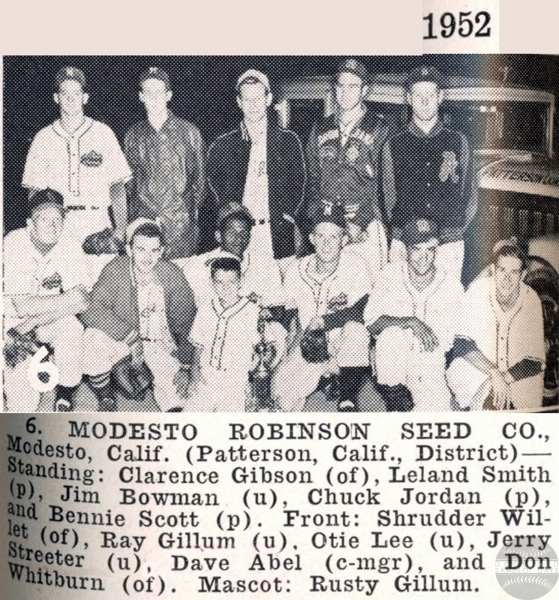 1952
PATTERSON
6
6. MODESTO ROBINSON SEED CO.,
Modesto, Calif. (Patterson, Calif., District)—
Standing: Clarence Gibson (of), Leland Smith
(p), Jim Bowman (u), Chuck Jordan (p),
and Bennie Scott (p). Front: Shrudder Wil-
let (of), Ray Gillum (u), Otie Lee (u), Jerry
Streeter (u), Dave Abel (c-mgr), and Don
Whitburn (of). Mascot: Rusty Gillum.